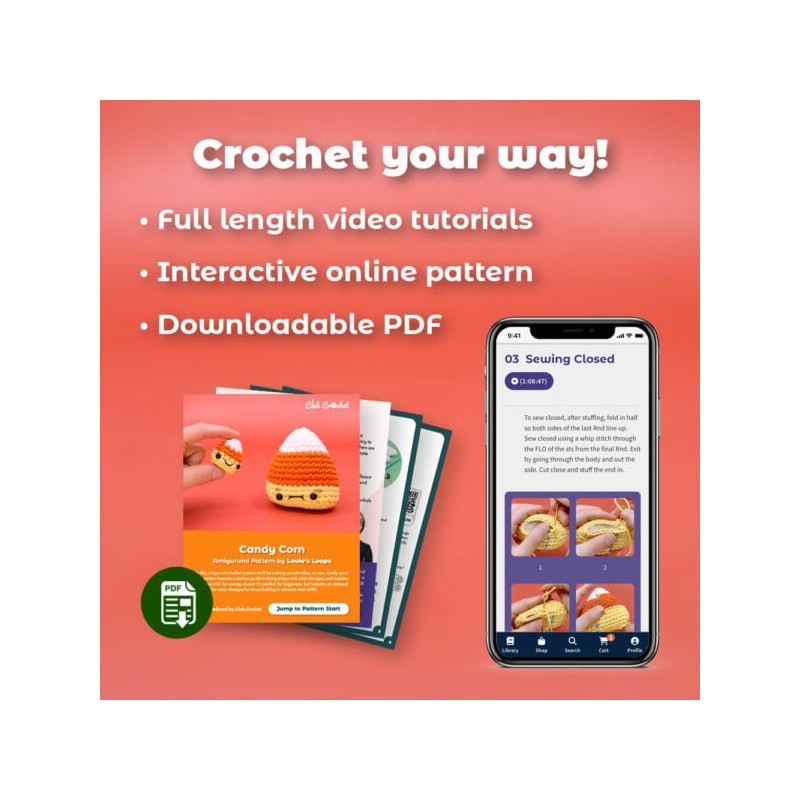 Crochet your way!
• Full length video tutorials
• Interactive online pattern
• Downloadable PDF
9:41
03 Sewing Closed
(1:08:47)
To sew closed, after stuffing, fold in half
so both sides of the last Rnd line up.
Sew closed using a whip stitch through
the FLO of the sts from the final Rnd. Exit
by going through the body and out the
side. Cut close and stuff the end in.
1
2
Library
Shop
Search
Cart
Profile
Club Crochet
Candy Corn
Amigurumi Pattern by Louie's Loops
Jump to Pattern Start
PDF